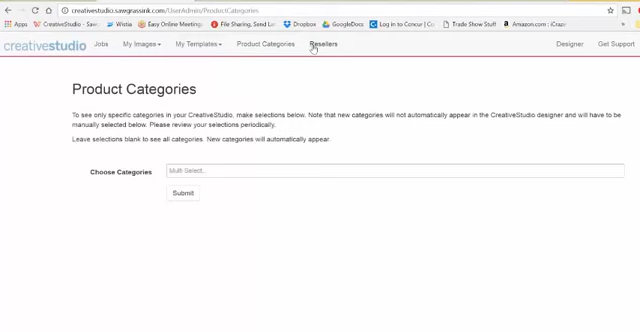 creativestudio.sawgrassink.com/UserAdmin/ProductCategories
Apps CreativeStudio - Saw Wistia Easy Online Meeting File Sharing, Send Lar Dropbox GoogleDocs Log in to Concur | Con Trade Show Stuff Amazon.com : iCrapr
creativestudio Jobs My Images My Templates Product Categories Resellers Designer Get Support
Product Categories
To see only specific categories in your CreativeStudio, make selections below. Note that new categories will not automatically appear in the CreativeStudio designer and will have to be
manually selected below. Please review your selections periodically.
Leave selections blank to see all categories. New categories will automatically appear.
Choose Categories Multi Select...
Submit